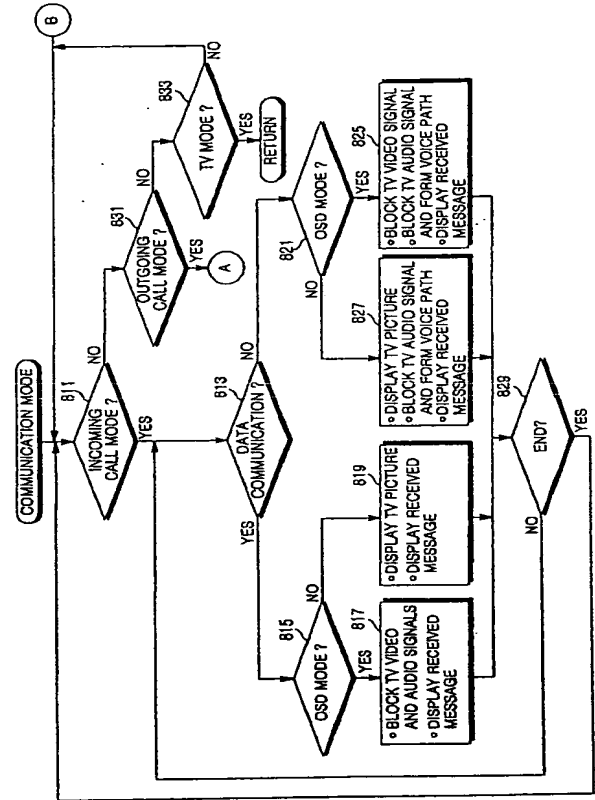 COMMUNICATION MODE
B
811
INCOMING
CALL MODE ?
NO
YES
831
OUTGOING
CALL MODE ?
NO
YES
A
833
TV MODE ?
NO
YES
RETURN
813
DATA
COMMUNICATION ?
YES
NO
815
OSD MODE ?
NO
YES
821
OSD MODE ?
NO
YES
817
BLOCK TV VIDEO
AND AUDIO SIGNALS
DISPLAY RECEIVED
MESSAGE
819
DISPLAY TV PICTURE
DISPLAY RECEIVED
MESSAGE
827
DISPLAY TV PICTURE
BLOCK TV AUDIO SIGNAL
AND FORM VOICE PATH
DISPLAY RECEIVED
MESSAGE
825
BLOCK TV VIDEO SIGNAL
BLOCK TV AUDIO SIGNAL
AND FORM VOICE PATH
DISPLAY RECEIVED
MESSAGE
829
END?
NO
YES